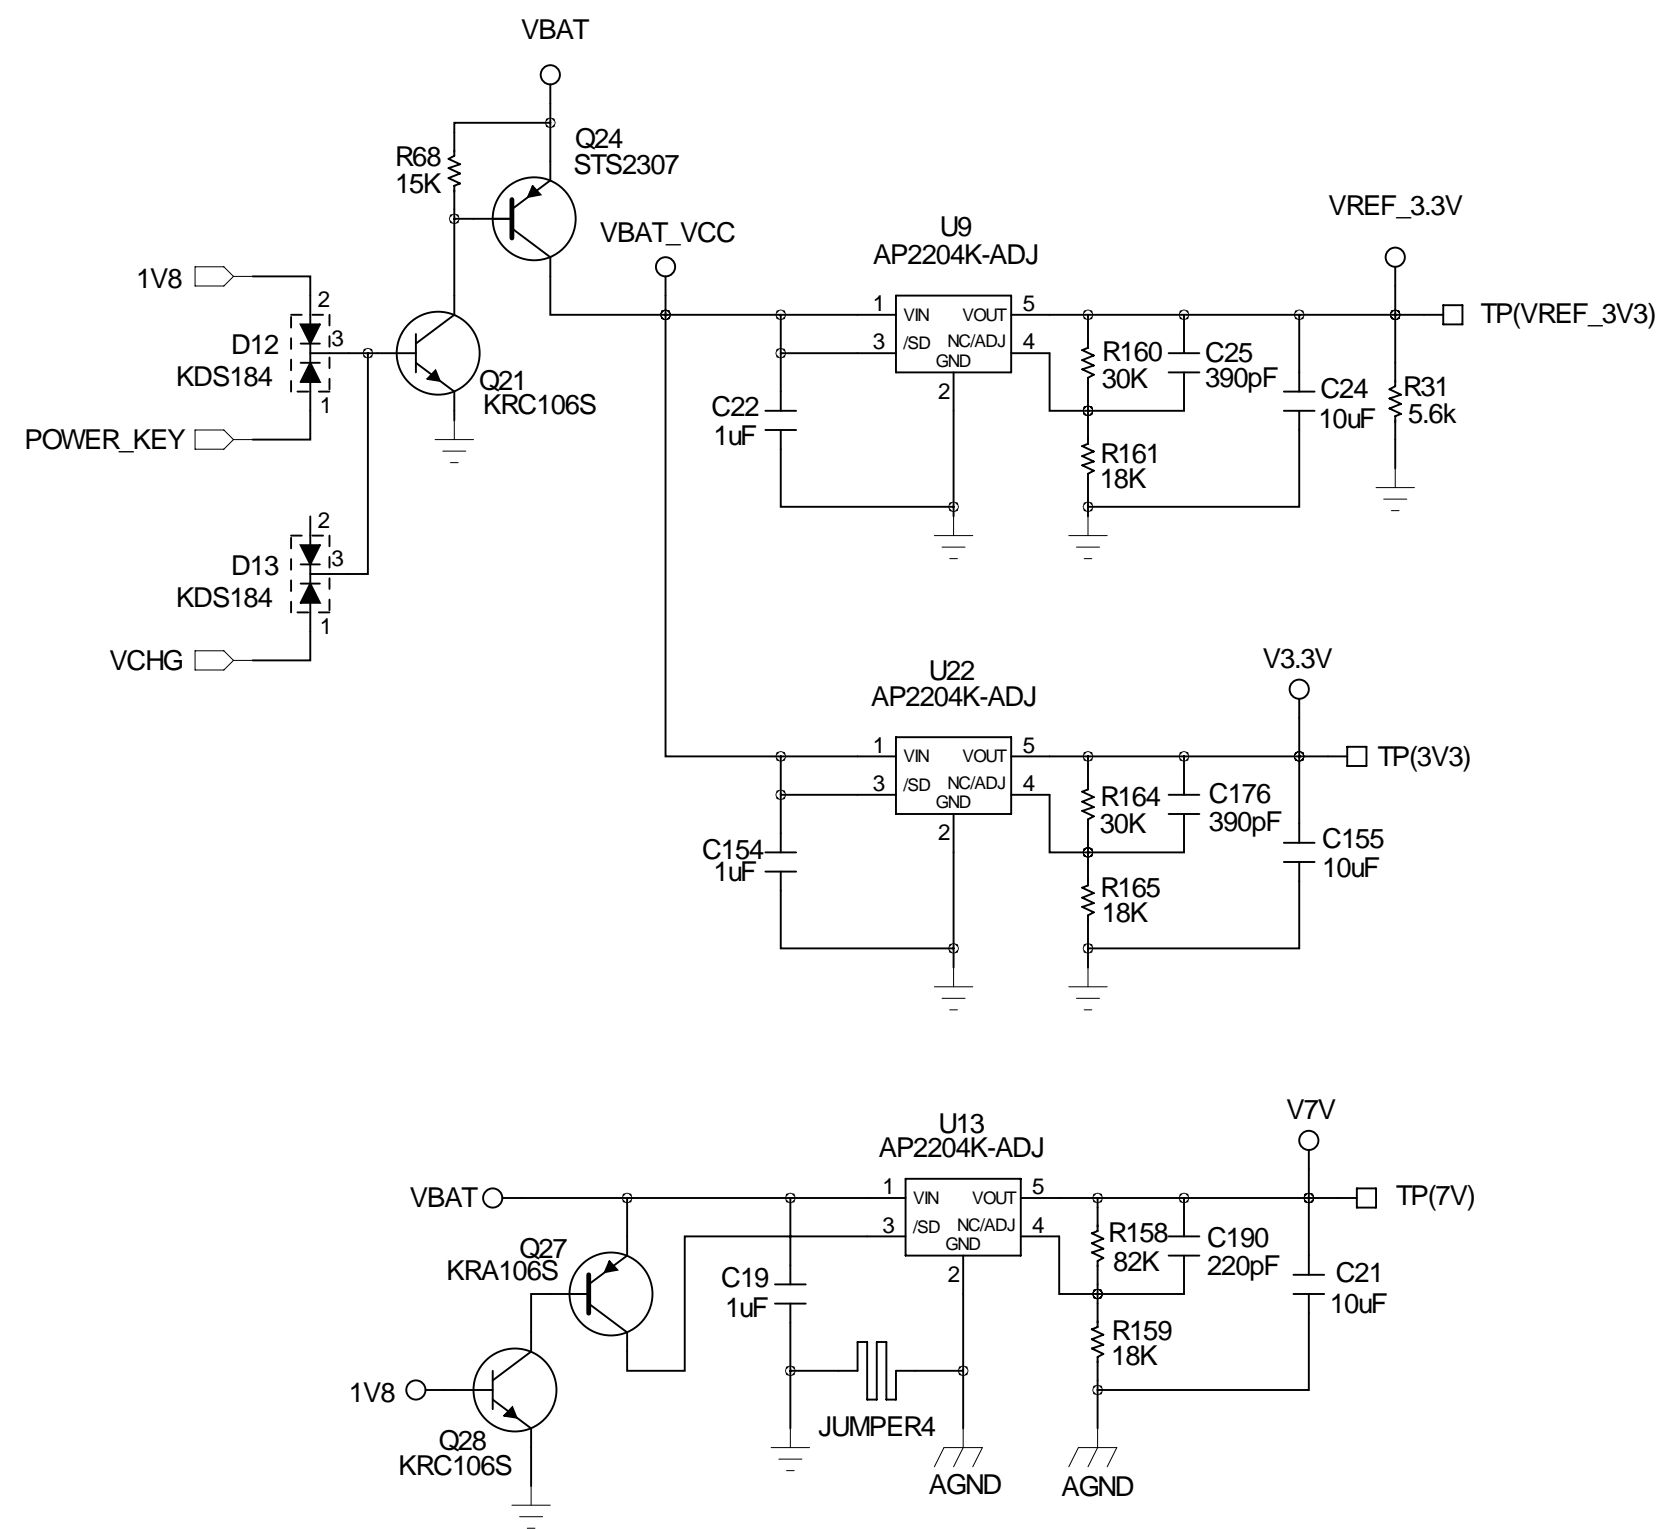 VBAT
Q24
STS2307
R68
15K
VBAT_VCC
1V8
2
D12
KDS184
3
1
Q21
KRC106S
POWER_KEY
2
D13
KDS184
3
1
VCHG
U9
AP2204K-ADJ
1
VIN
VOUT
5
3
/SD
NC/ADJ
4
GND
2
C22
1uF
R160
30K
C25
390pF
R161
18K
C24
10uF
VREF_3.3V
TP(VREF_3V3)
R31
5.6k
U22
AP2204K-ADJ
1
VIN
VOUT
5
3
/SD
NC/ADJ
4
GND
2
C154
1uF
R164
30K
C176
390pF
R165
18K
V3.3V
TP(3V3)
C155
10uF
VBAT
Q27
KRA106S
1V8
Q28
KRC106S
U13
AP2204K-ADJ
1
VIN
VOUT
5
3
/SD
NC/ADJ
4
GND
2
C19
1uF
JUMPER4
AGND
R158
82K
C190
220pF
R159
18K
AGND
V7V
TP(7V)
C21
10uF